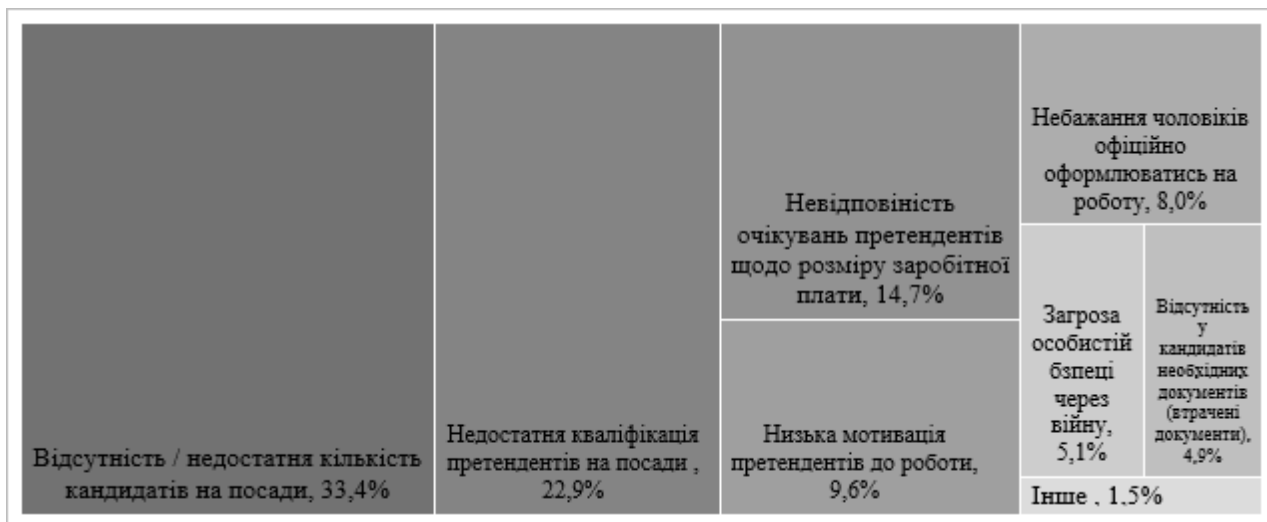 Відсутність / недостатня кількість
кандидатів на посади, 33,4%
Недостатня кваліфікація
претендентів на посади ,
22,9%
Невідповіність
очікувань претендентів
щодо розміру заробітної
плати, 14,7%
Низька мотивація
претендентів до роботи,
9,6%
Небажання чоловіків
офіційно
оформлюватись на
роботу, 8,0%
Загроза
особистій
бзпеці
через
війну,
5,1%
Відсутність
у
кандидатів
необхідних
документів
(втрачені
документи),
4,9%
Інше , 1,5%